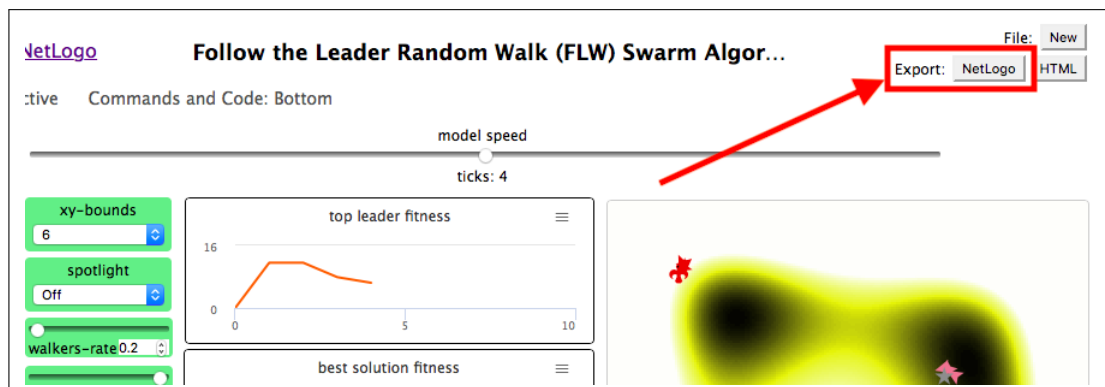 NetLogo
Follow the Leader Random Walk (FLW) Swarm Algor...
File: New
Export: NetLogo HTML
ctive Commands and Code: Bottom
model speed
ticks: 4
xy-bounds
6
spotlight
Off
walkers-rate 0.2
top leader fitness
16
0
0 5 10
best solution fitness